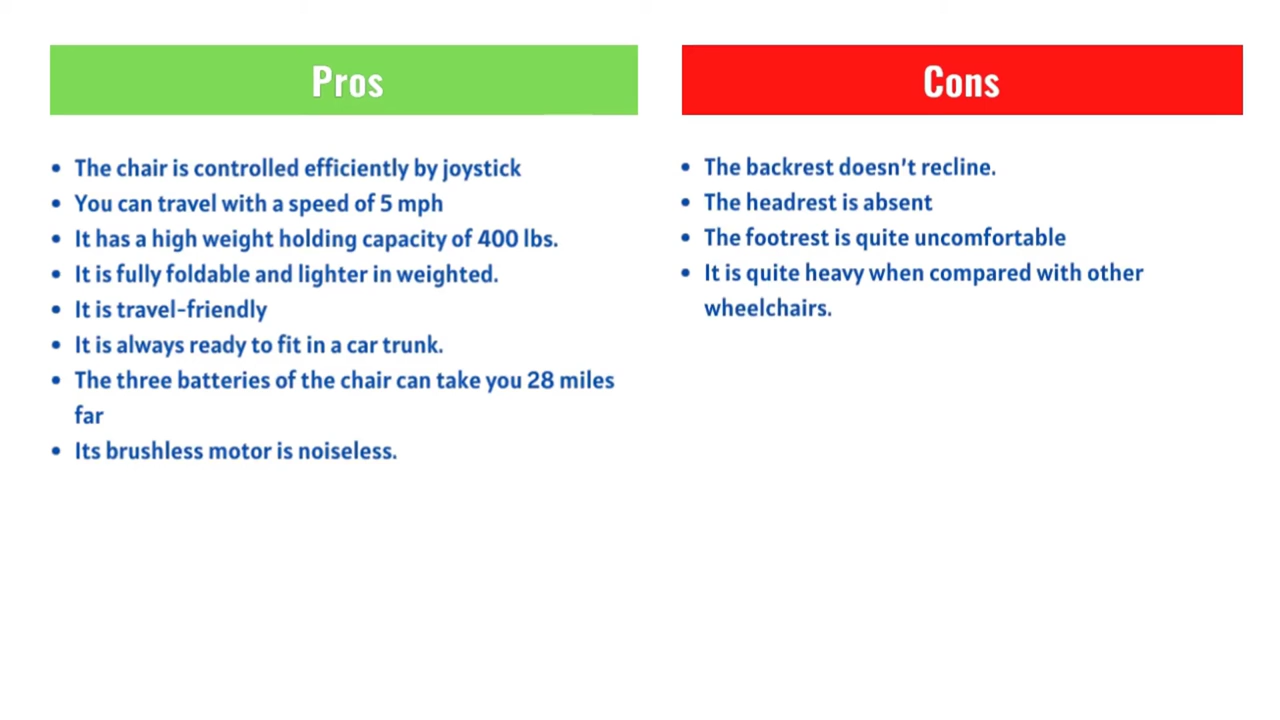 Pros
The chair is controlled efficiently by joystick
You can travel with a speed of 5 mph
It has a high weight holding capacity of 400 lbs.
It is fully foldable and lighter in weighted.
It is travel-friendly
It is always ready to fit in a car trunk.
The three batteries of the chair can take you 28 miles
far
Its brushless motor is noiseless.
Cons
The backrest doesn't recline.
The headrest is absent
The footrest is quite uncomfortable
It is quite heavy when compared with other
wheelchairs.